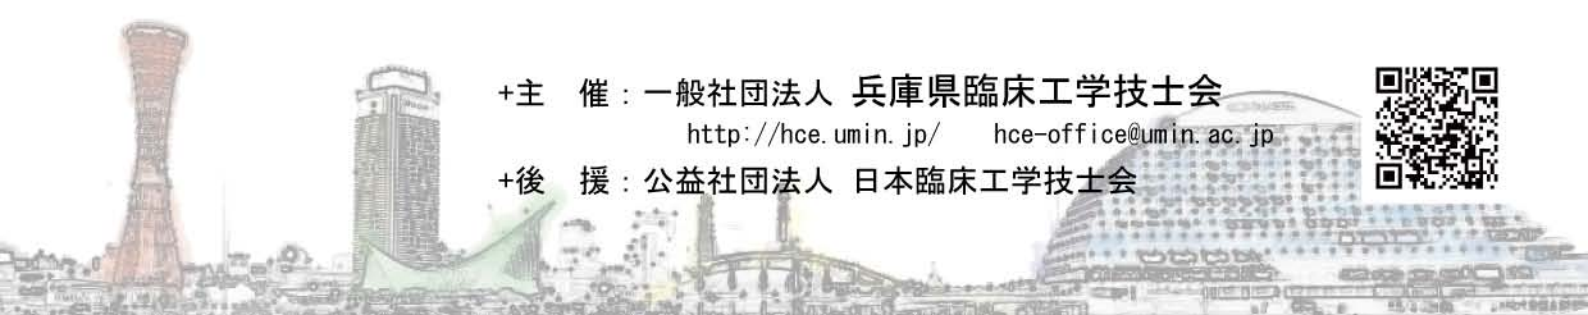 +主　催：一般社団法人 兵庫県臨床工学技士会
http://hce.umin.jp/　hce-office@umin.ac.jp
+後　援：公益社団法人 日本臨床工学技士会